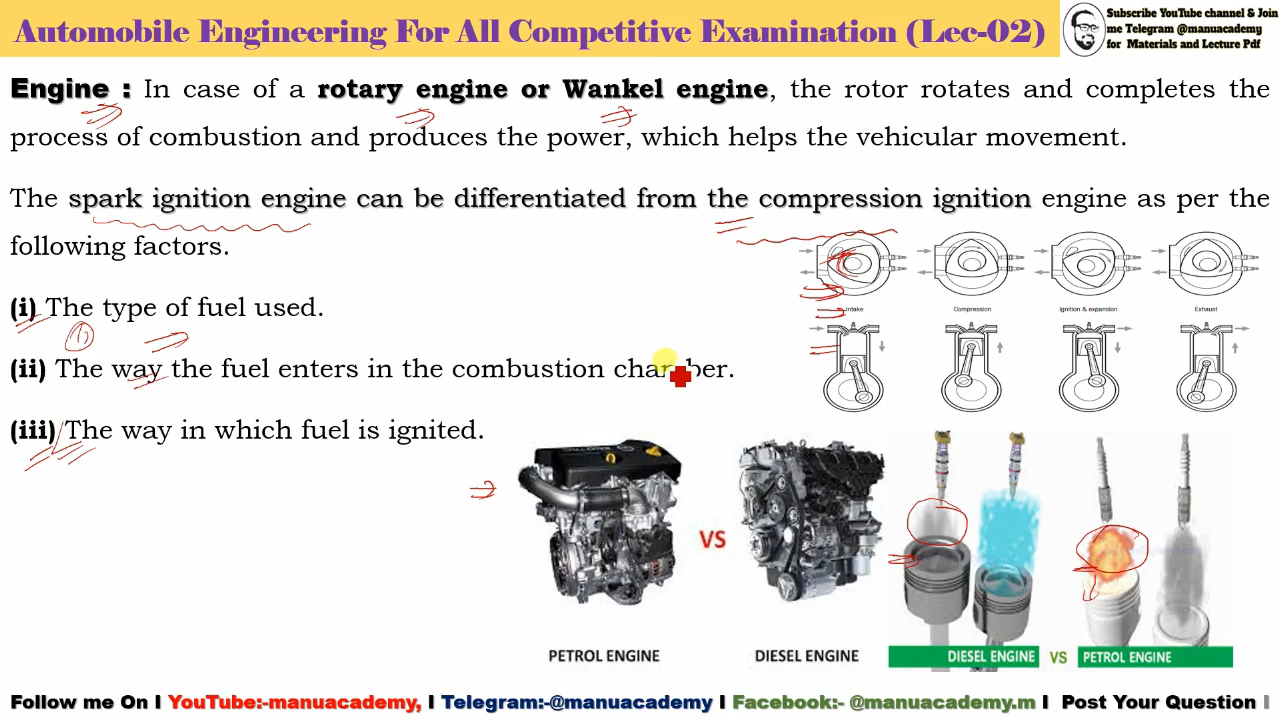 Automobile Engineering For All Competitive Examination (Lec-02)
Subscribe YouTube channel & Join
me Telegram @manuacademy
for Materials and Lecture Pdf
Engine : In case of a rotary engine or Wankel engine, the rotor rotates and completes the
process of combustion and produces the power, which helps the vehicular movement.
The spark ignition engine can be differentiated from the compression ignition engine as per the
following factors.
(i) The type of fuel used.
(ii) The way the fuel enters in the combustion chamber.
(iii) The way in which fuel is ignited.
Intake Compression Ignition & expansion Exhaust
VS
PETROL ENGINE DIESEL ENGINE
DIESEL ENGINE VS PETROL ENGINE
Follow me On I YouTube:-manuacademy, I Telegram:-@manuacademy I Facebook:- @manuacademy.m I Post Your Question I